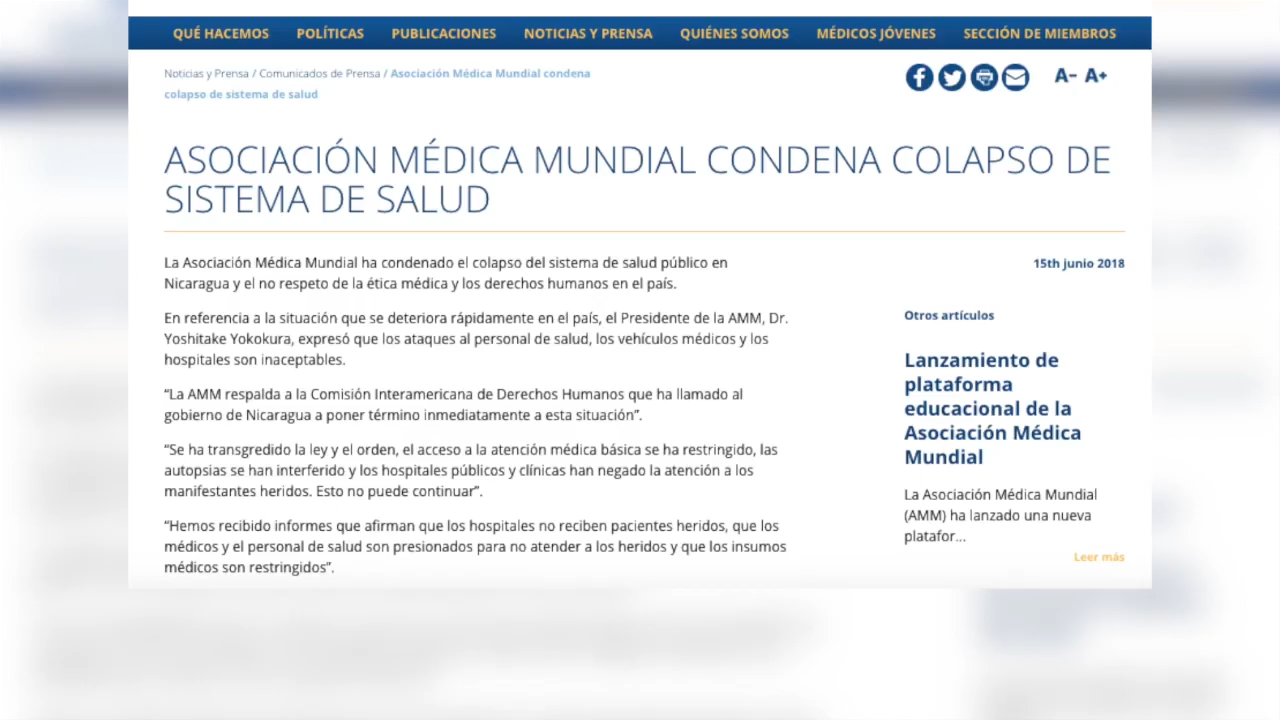 QUÉ HACEMOS POLÍTICAS PUBLICACIONES NOTICIAS Y PRENSA QUIÉNES SOMOS MÉDICOS JÓVENES SECCIÓN DE MIEMBROS
Noticias y Prensa / Comunicados de Prensa / Asociación Médica Mundial condena
colapso de sistema de salud
A- A+
ASOCIACIÓN MÉDICA MUNDIAL CONDENA COLAPSO DE
SISTEMA DE SALUD
La Asociación Médica Mundial ha condenado el colapso del sistema de salud público en
Nicaragua y el no respeto de la ética médica y los derechos humanos en el país.
En referencia a la situación que se deteriora rápidamente en el país, el Presidente de la AMM, Dr.
Yoshitake Yokokura, expresó que los ataques al personal de salud, los vehículos médicos y los
hospitales son inaceptables.
“La AMM respalda a la Comisión Interamericana de Derechos Humanos que ha llamado al
gobierno de Nicaragua a poner término inmediatamente a esta situación”.
“Se ha transgredido la ley y el orden, el acceso a la atención médica básica se ha restringido, las
autopsias se han interferido y los hospitales públicos y clínicas han negado la atención a los
manifestantes heridos. Esto no puede continuar”.
“Hemos recibido informes que afirman que los hospitales no reciben pacientes heridos, que los
médicos y el personal de salud son presionados para no atender a los heridos y que los insumos
médicos son restringidos”.
15th junio 2018
Otros artículos
Lanzamiento de
plataforma
educacional de la
Asociación Médica
Mundial
La Asociación Médica Mundial
(AMM) ha lanzado una nueva
platafor...
Leer más